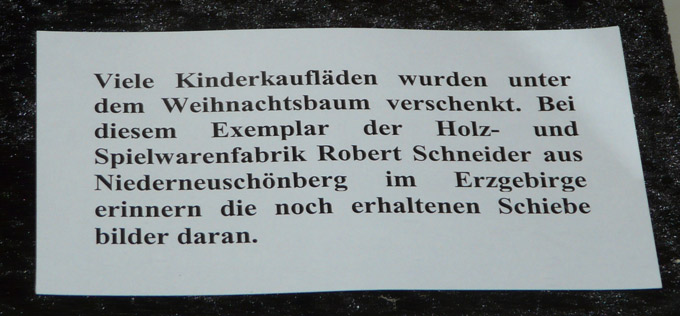 Viele Kinderkaufläden wurden unter
dem Weihnachtsbaum verschenkt. Bei
diesem Exemplar der Holz- und
Spielwarenfabrik Robert Schneider aus
Niederneuschönberg im Erzgebirge
erinnern die noch erhaltenen Schiebe
bilder daran.